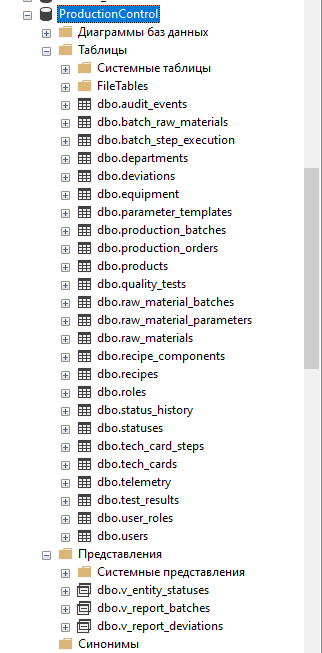 ProductionControl
Диаграммы баз данных
Таблицы
Системные таблицы
FileTables
dbo.audit_events
dbo.batch_raw_materials
dbo.batch_step_execution
dbo.departments
dbo.deviations
dbo.equipment
dbo.parameter_templates
dbo.production_batches
dbo.production_orders
dbo.products
dbo.quality_tests
dbo.raw_material_batches
dbo.raw_material_parameters
dbo.raw_materials
dbo.recipe_components
dbo.recipes
dbo.roles
dbo.status_history
dbo.statuses
dbo.tech_card_steps
dbo.tech_cards
dbo.telemetry
dbo.test_results
dbo.user_roles
dbo.users
Представления
Системные представления
dbo.v_entity_statuses
dbo.v_report_batches
dbo.v_report_deviations
Синонимы